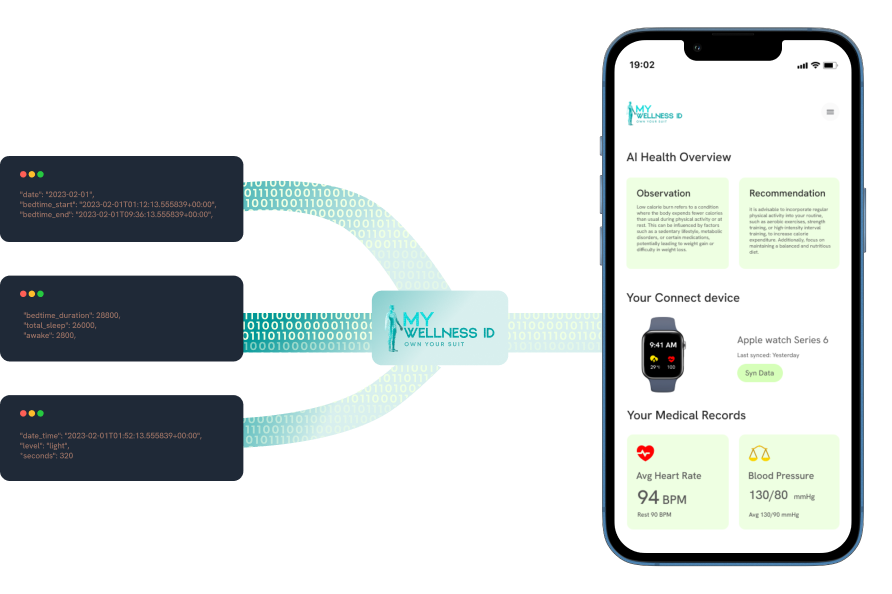 "date": "2023-02-01",
"bedtime_start": "2023-02-01T01:12:13.555839+00:00",
"bedtime_end": "2023-02-01T09:36:13.555839+00:00",
"bedtime_duration": 28800,
"total_sleep": 26000,
"awake": 2800,
"date_time": "2023-02-01T01:52:13.555839+00:00",
"level": "light",
"seconds": 320
MY
WELLNESS ID
OWN YOUR SUIT
19:02
MY
WELLNESS ID
OWN YOUR SUIT
AI Health Overview
Observation
Low calorie burn refers to a condition
where the body expends fewer calories
than usual during physical activity or at
rest. This can be influenced by factors
such as a sedentary lifestyle, metabolic
disorders, or certain medications,
potentially leading to weight gain or
difficulty in weight loss.
Recommendation
It is advisable to incorporate regular
physical activity into your routine,
such as aerobic exercises, strength
training, or high-intensity interval
training, to increase calorie
expenditure. Additionally, focus on
maintaining a balanced and nutritious
diet.
Your Connect device
9:41 AM
29% 100
Apple watch Series 6
Last synced: Yesterday
Syn Data
Your Medical Records
Avg Heart Rate
94 BPM
Rest 90 BPM
Blood Pressure
130/80 mmHg
Avg 130/90 mmHg